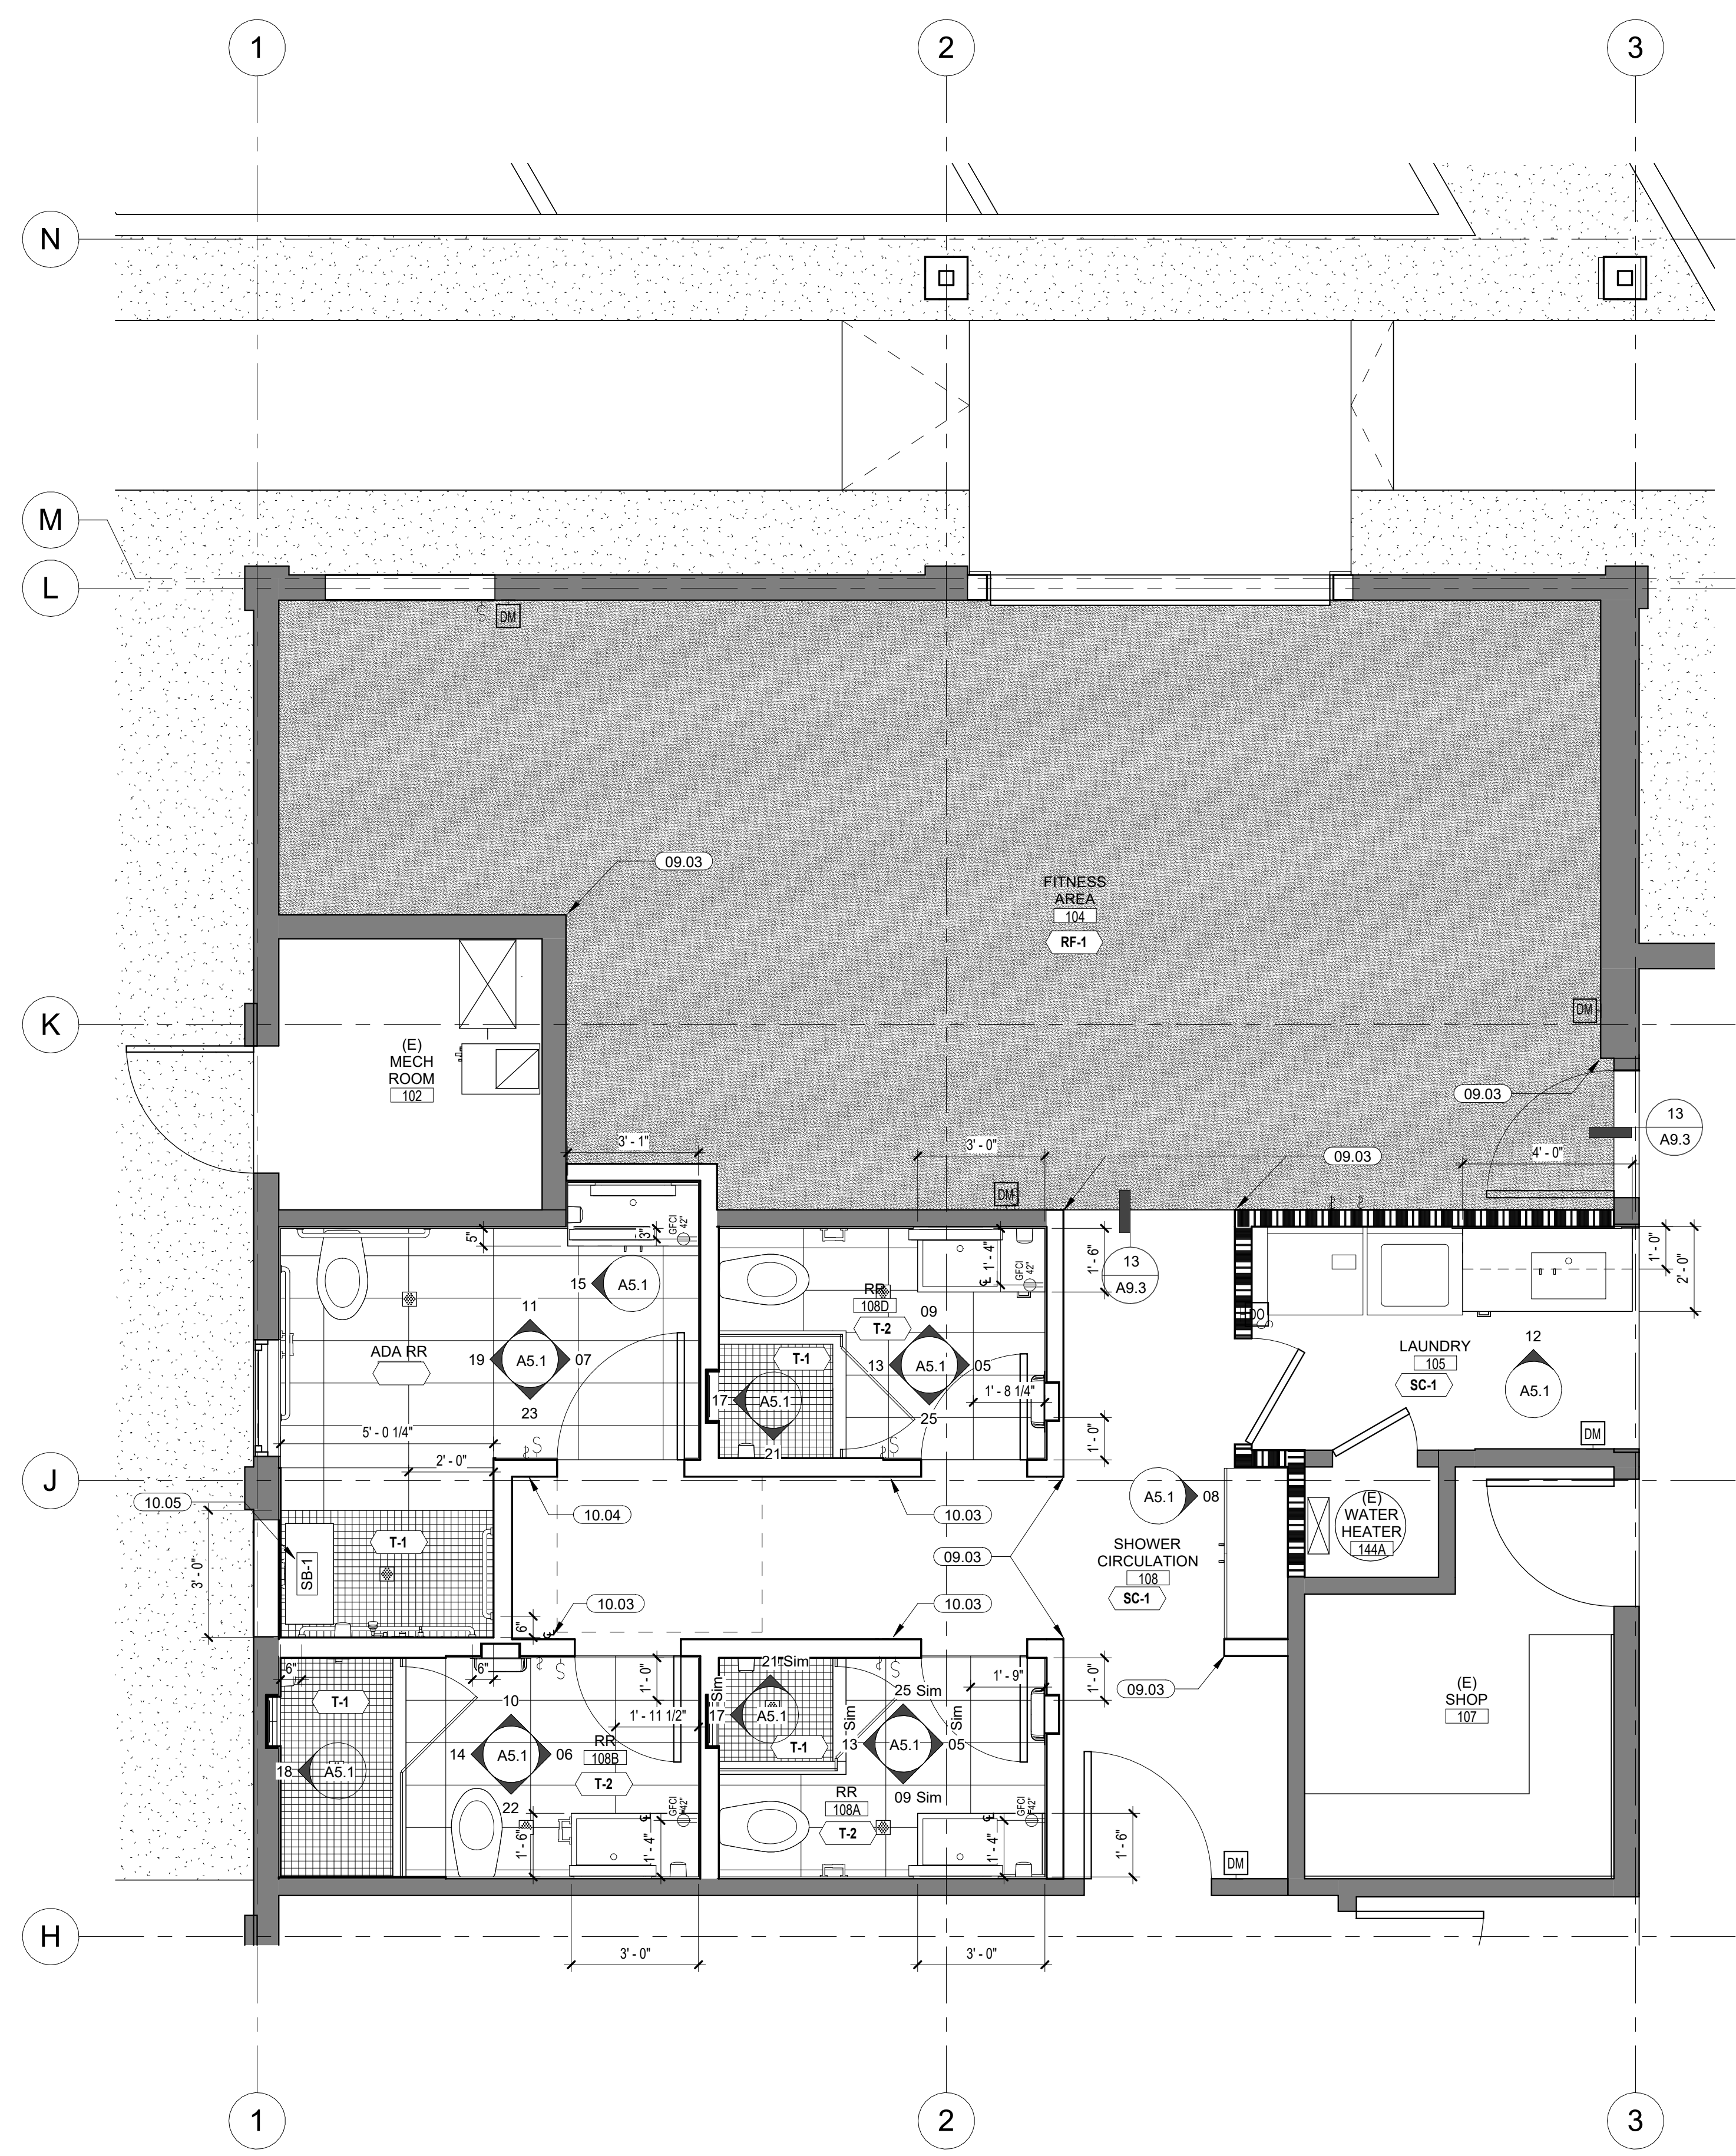 1
2
3
N
M
L
DM
09.03
FITNESS
AREA
104
RF-1
K
DM
(E)
MECH
ROOM
102
09.03
13
A9.3
3' - 1"
3' - 0"
09.03
4' - 0"
DM
5"
3"
GFCI
42"
1' - 4"
GFCI
42"
1' - 6"
13
A9.3
1' - 0"
2' - 0"
15
A5.1
RR
108D
T-2
11
19
A5.1
07
23
ADA RR
09
13
A5.1
05
25
T-1
17
A5.1
21
1' - 8 1/4"
1' - 0"
LAUNDRY
105
SC-1
12
A5.1
DM
5' - 0 1/4"
2' - 0"
J
10.05
A5.1
08
10.04
10.03
T-1
SB-1
3' - 0"
09.03
SHOWER
CIRCULATION
108
SC-1
(E)
WATER
HEATER
144A
10.03
10.03
6"
6"
6"
T-1
10
14
A5.1
06
22
18
A5.1
1' - 0"
1' - 11 1/2"
RR
108B
T-2
21 Sim
17
Sim
A5.1
T-1
25 Sim
13
Sim
A5.1
05
Sim
09 Sim
1' - 9"
1' - 0"
09.03
RR
108A
T-2
(E)
SHOP
107
1' - 6"
1' - 4"
GFCI
42"
1' - 4"
GFCI
42"
1' - 6"
DM
H
3' - 0"
3' - 0"
1
2
3